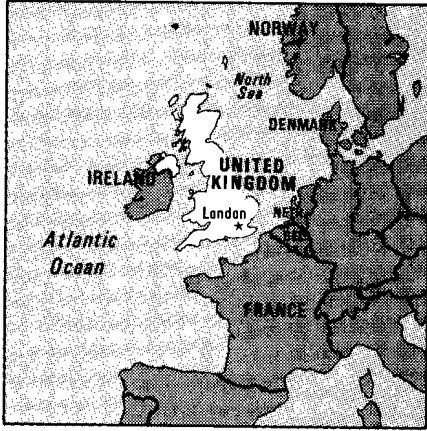 NORWAY
North
Sea
DENMARK
UNITED
KINGDOM
IRELAND
London
Atlantic
Ocean
FRANCE